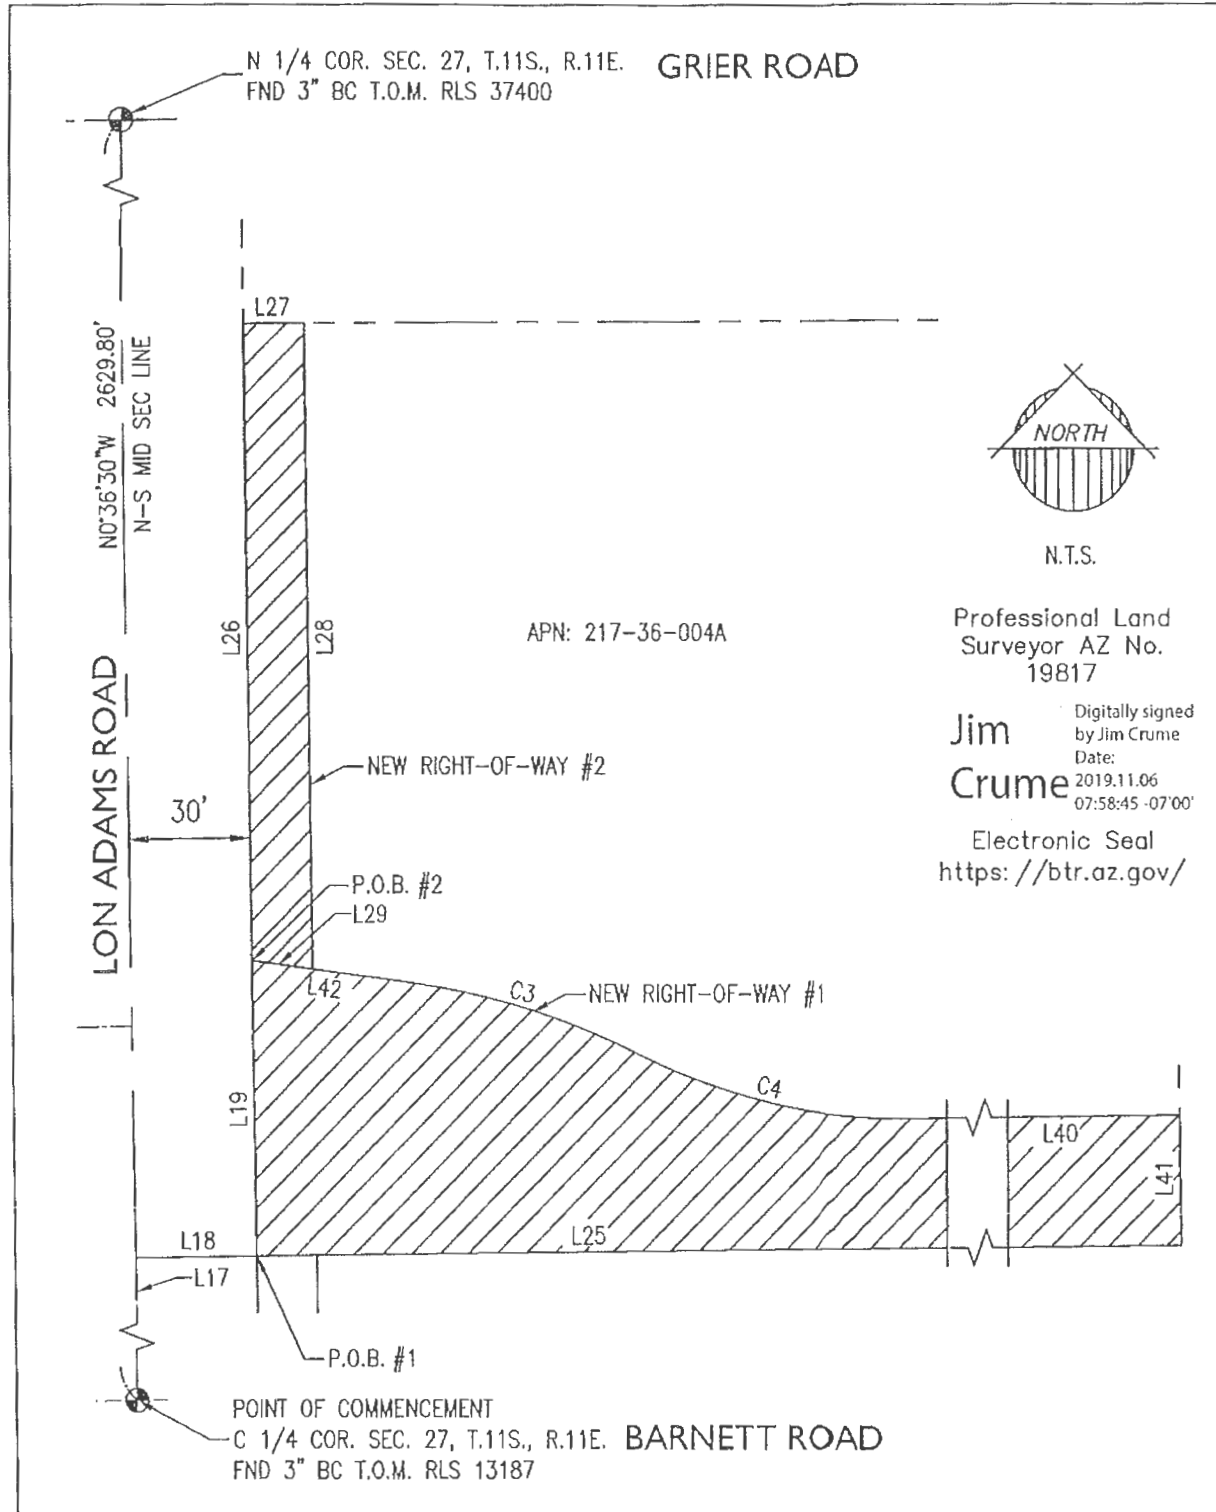 N 1/4 COR. SEC. 27, T.11S., R.11E.
FND 3" BC T.O.M. RLS 37400
GRIER ROAD
L27
N0°36'30"W 2629.80'
N-S MID SEC LINE
NORTH
N.T.S.
L26
L28
APN: 217-36-004A
Professional Land
Surveyor AZ No.
19817
Jim
Crume
Digitally signed
by Jim Crume
Date:
2019.11.06
07:58:45 -07'00'
Electronic Seal
https://btr.az.gov/
LON ADAMS ROAD
NEW RIGHT-OF-WAY #2
30'
P.O.B. #2
L29
L42
C3
NEW RIGHT-OF-WAY #1
C4
L19
L40
L41
L18
L25
L17
P.O.B. #1
POINT OF COMMENCEMENT
C 1/4 COR. SEC. 27, T.11S., R.11E.
FND 3" BC T.O.M. RLS 13187
BARNETT ROAD